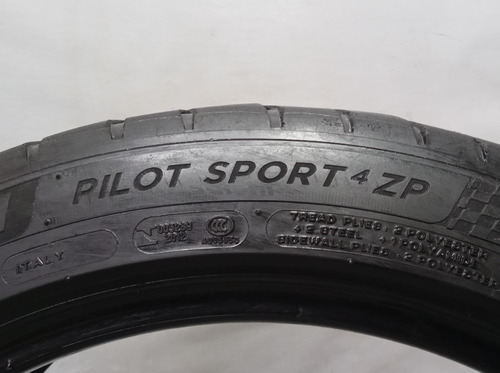 PILOT SPORT 4 ZP
ITALY
TREAD PLIES: 2 POLYESTER
+ 2 STEEL + 1 POLYAMIDE
SIDEWALL PLIES: 2 POLYESTER